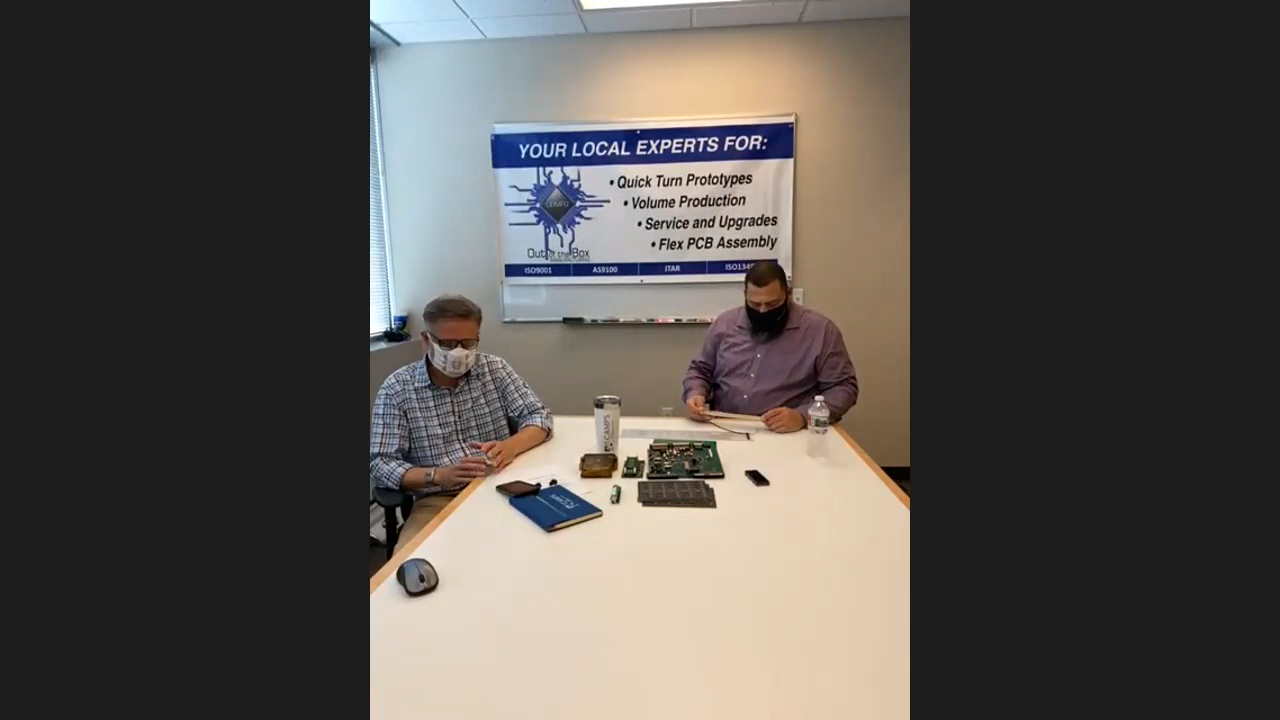 YOUR LOCAL EXPERTS FOR:
• Quick Turn Prototypes
• Volume Production
• Service and Upgrades
• Flex PCB Assembly
Out of the Box
ISO9001 AS9100 ITAR
CAMPS